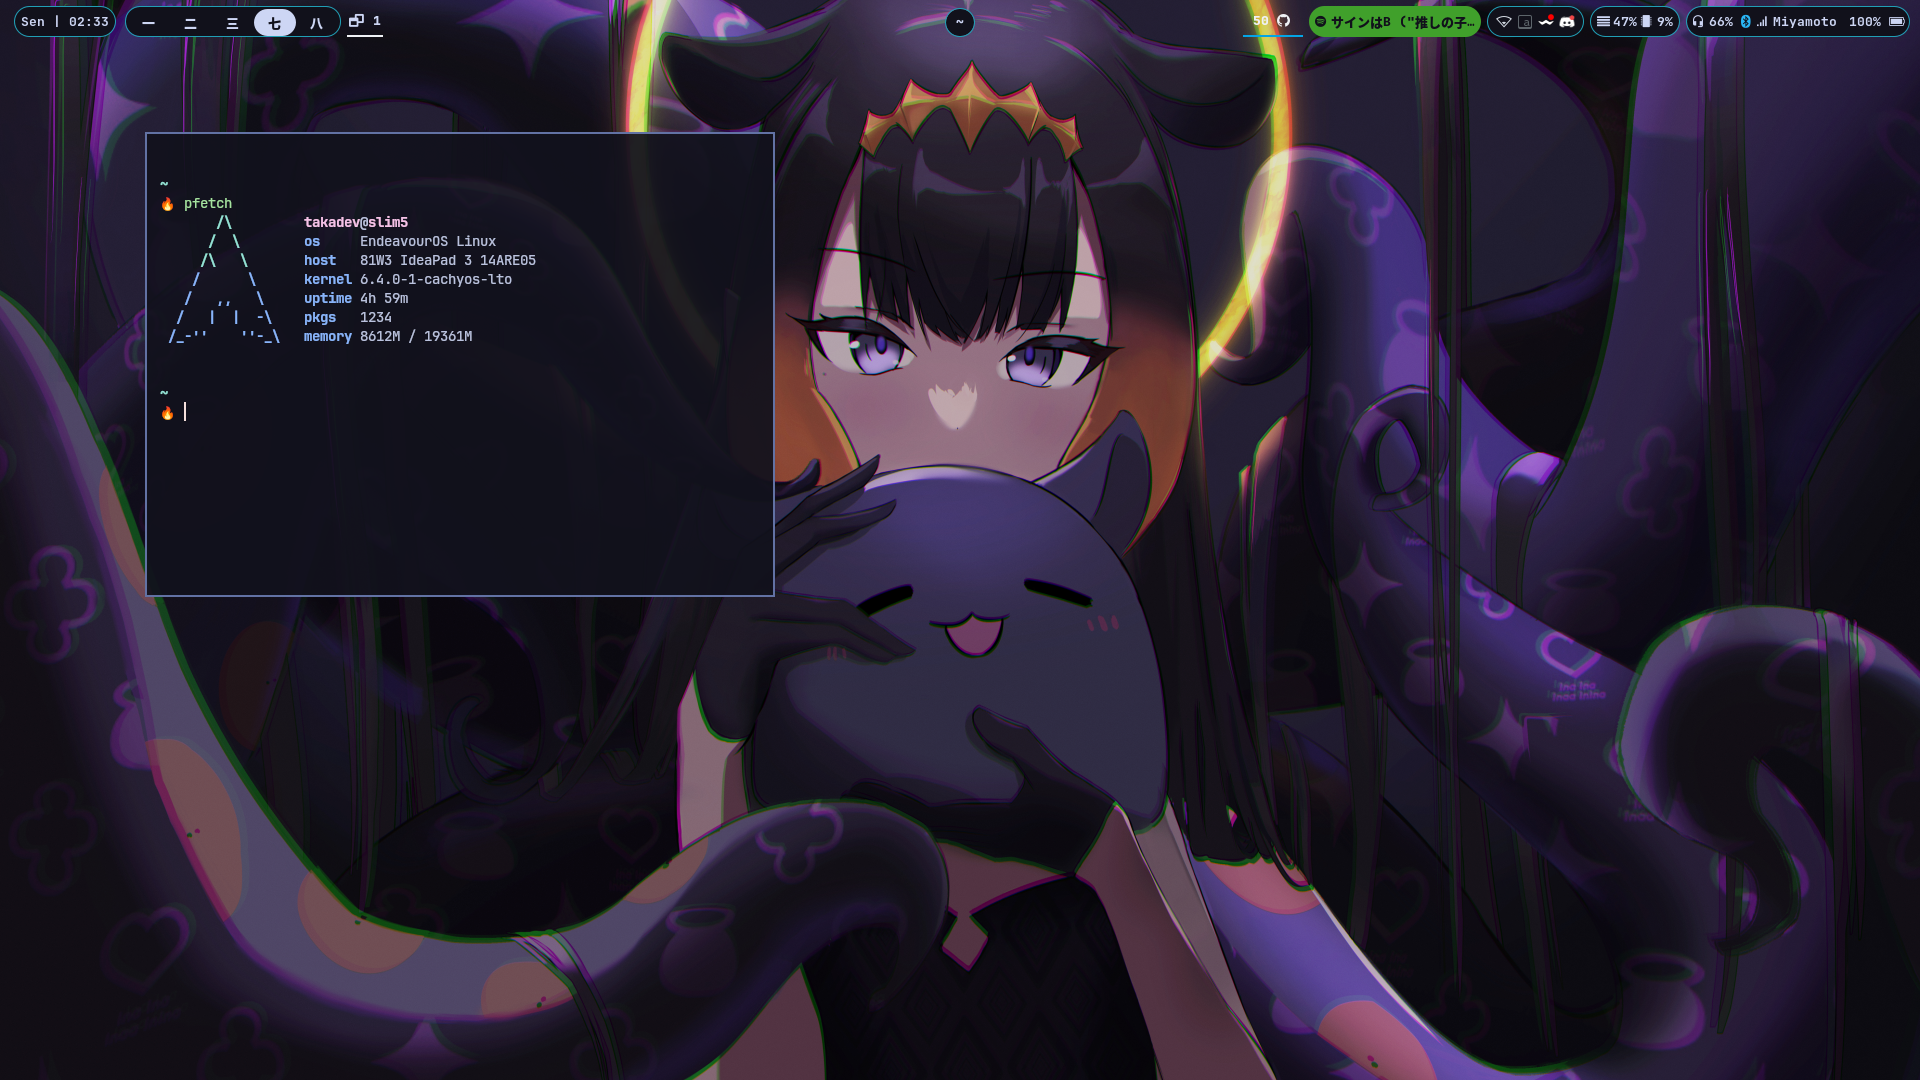 Sen | 02:33 一 二 三 七 八 1 ~ 50 サインはB ("推しの子… a 47% 9% 66% Miyamoto 100%
~
pfetch
takadev@slim5
os EndeavourOS Linux
host 81W3 IdeaPad 3 14ARE05
kernel 6.4.0-1-cachyos-lto
uptime 4h 59m
pkgs 1234
memory 8612M / 19361M
~